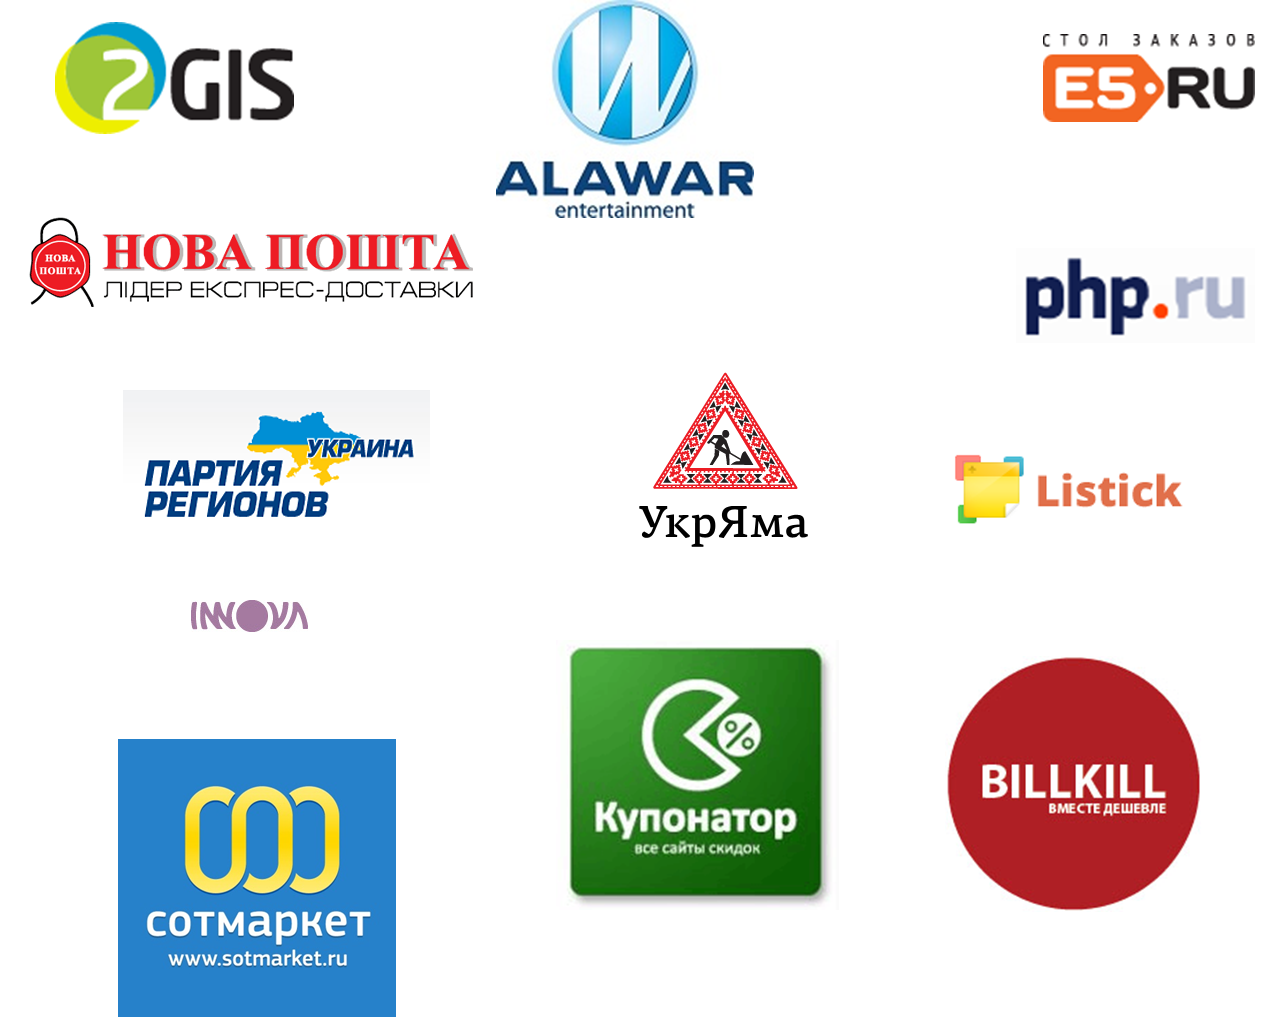 2GIS
ALAWAR
entertainment
СТОЛ ЗАКАЗОВ
E5.RU
НОВА
ПОШТА
НОВА ПОШТА
ЛІДЕР ЕКСПРЕС-ДОСТАВКИ
php.ru
УКРАИНА
ПАРТИЯ
РЕГИОНОВ
УкрЯма
Listick
INNOVA
%
Купонатор
все сайты скидок
BILLKILL
ВМЕСТЕ ДЕШЕВЛЕ
сотмаркет
www.sotmarket.ru